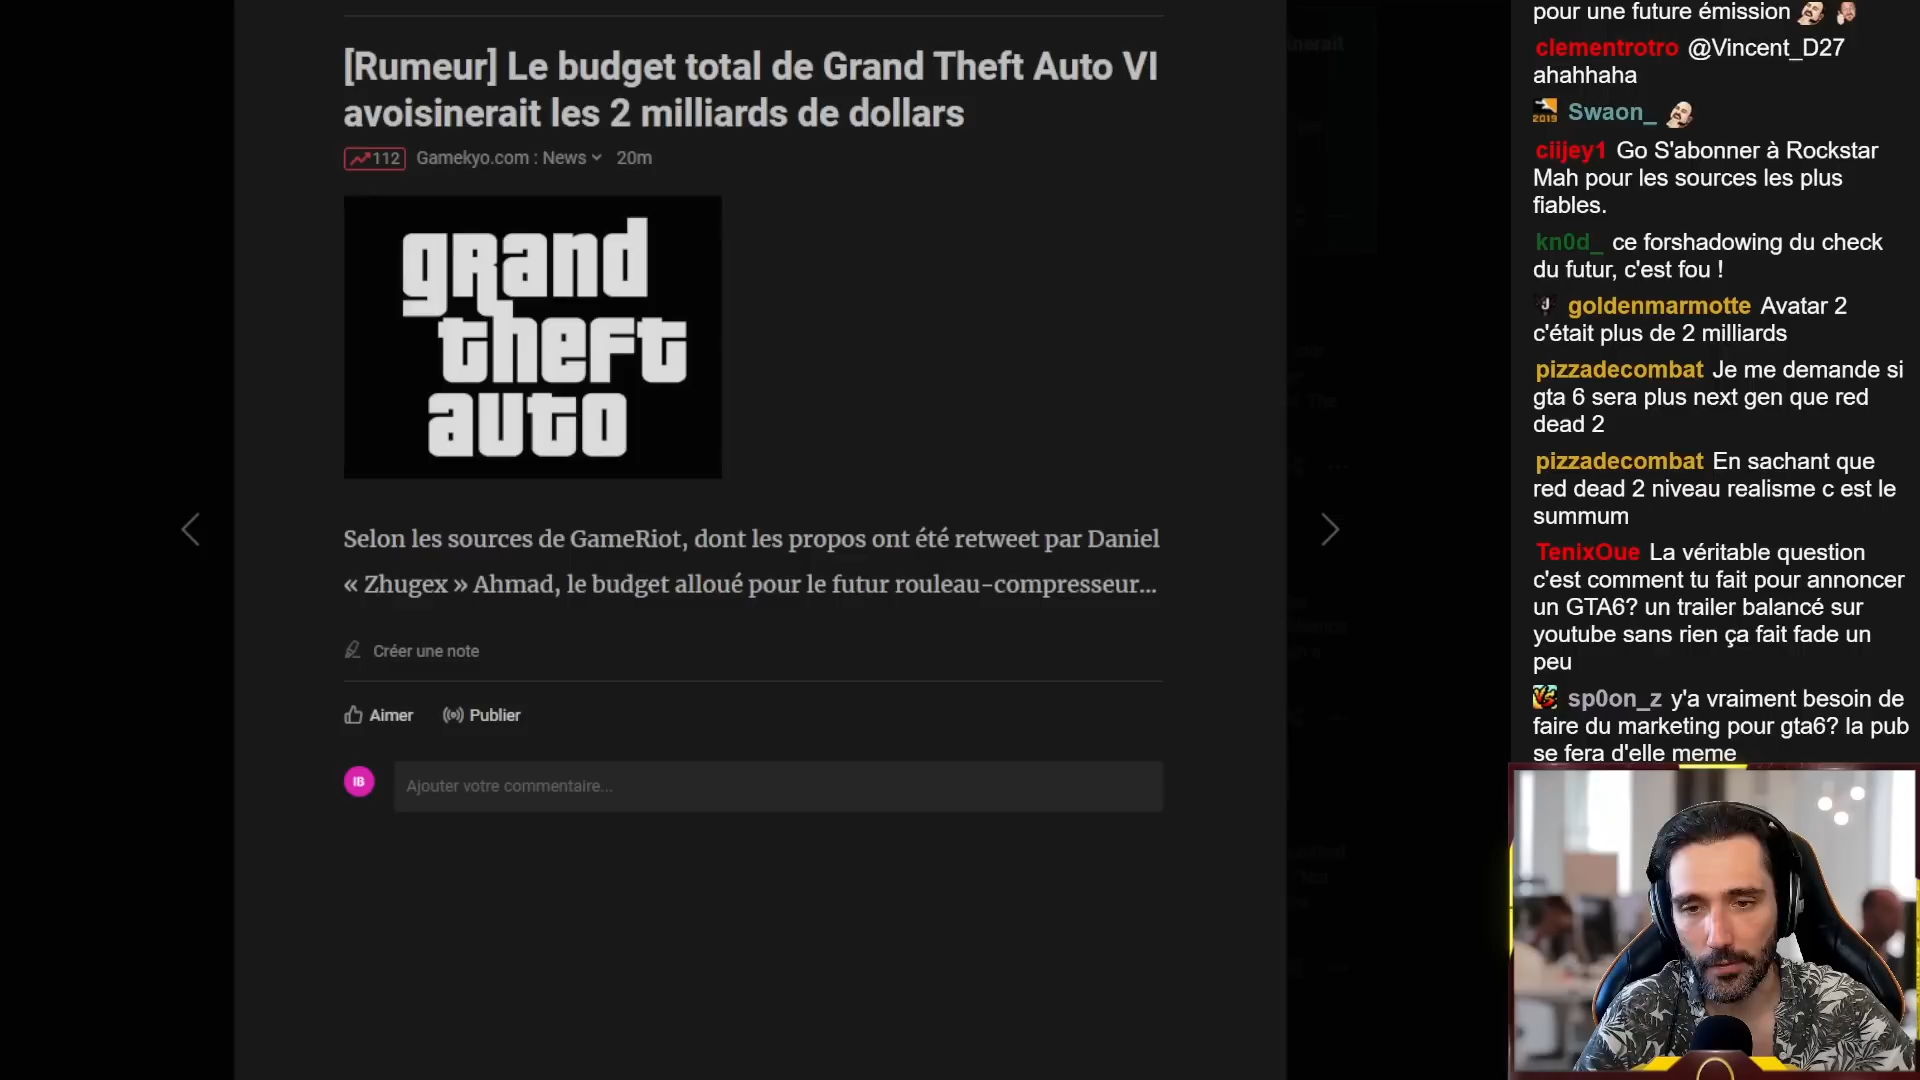 [Rumeur] Le budget total de Grand Theft Auto VI
avoisinerait les 2 milliards de dollars
112 Gamekyo.com : News 20m
grand
theft
auto
Selon les sources de GameRiot, dont les propos ont été retweet par Daniel
« Zhugex » Ahmad, le budget alloué pour le futur rouleau-compresseur...
Créer une note
Aimer Publier
IB Ajouter votre commentaire...
pour une future émission
clementrotro @Vincent_D27
ahahhaha
2019 Swaon_
ciijey1 Go S'abonner à Rockstar
Mah pour les sources les plus
fiables.
kn0d_ ce forshadowing du check
du futur, c'est fou !
goldenmarmotte Avatar 2
c'était plus de 2 milliards
pizzadecombat Je me demande si
gta 6 sera plus next gen que red
dead 2
pizzadecombat En sachant que
red dead 2 niveau realisme c est le
summum
TenixOue La véritable question
c'est comment tu fait pour annoncer
un GTA6? un trailer balancé sur
youtube sans rien ça fait fade un
peu
sp0on_z y'a vraiment besoin de
faire du marketing pour gta6? la pub
se fera d'elle meme